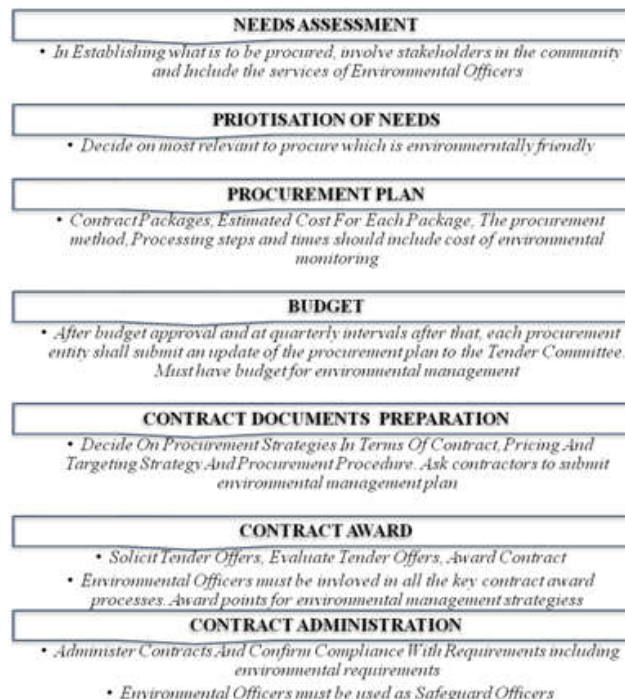 NEEDS ASSESSMENT
• In Establishing what is to be procured, involve stakeholders in the community
and Include the services of Environmental Officers
PRIOTISATION OF NEEDS
• Decide on most relevant to procure which is environmerntally friendly
PROCUREMENT PLAN
• Contract Packages, Estimated Cost For Each Package, The procurement
method, Processing steps and times should include cost of environmental
monitoring
BUDGET
• After budget approval and at quarterly intervals after that, each procurement
entity shall submit an update of the procurement plan to the Tender Committee.
Must have budget for environmental management
CONTRACT DOCUMENTS PREPARATION
• Decide On Procurement Strategies In Terms Of Contract, Pricing And
Targeting Strategy And Procurement Procedure. Ask contractors to submit
environmental management plan
CONTRACT AWARD
• Solicit Tender Offers, Evaluate Tender Offers, Award Contract
• Environmental Officers must be invloved in all the key contract award
processes. Award points for environmental management strategiess
CONTRACT ADMINISTRATION
• Administer Contracts And Confirm Compliance With Requirements including
environmental requirements
• Environmental Officers must be used as Safeguard Officers